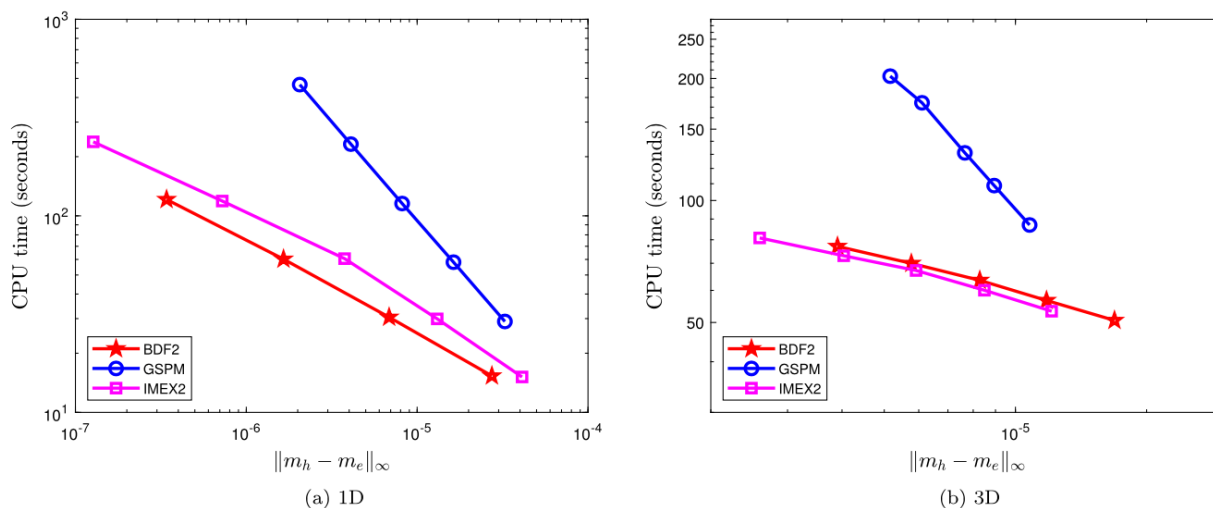 10^3
10^2
10^1
CPU time (seconds)
BDF2
GSPM
IMEX2
10^-7
10^-6
10^-5
10^-4
‖m_h − m_e‖_∞
(a) 1D
250
200
150
100
50
CPU time (seconds)
BDF2
GSPM
IMEX2
10^-5
‖m_h − m_e‖_∞
(b) 3D